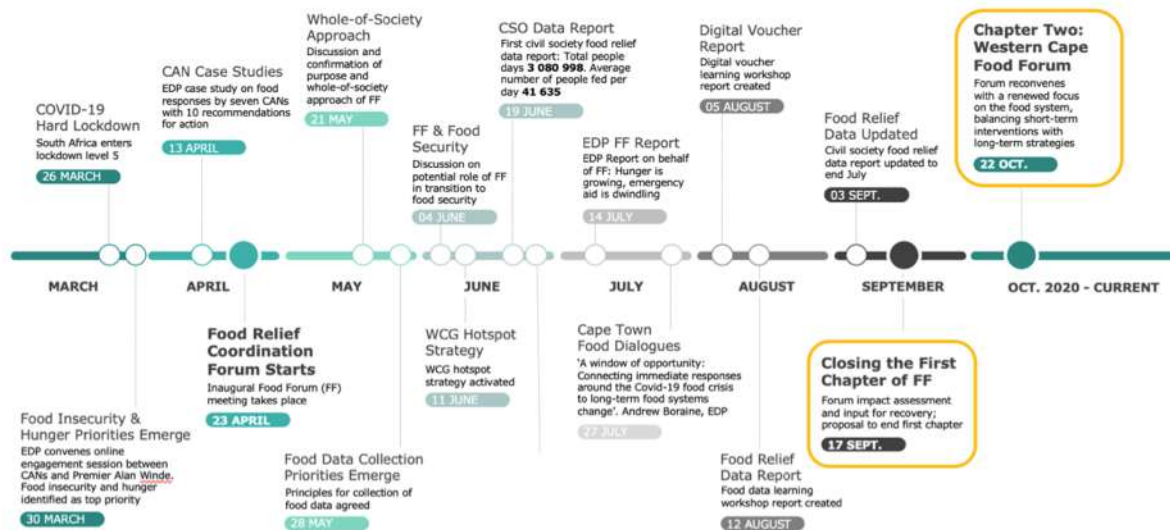 COVID-19
Hard Lockdown
South Africa enters
lockdown level 5
26 MARCH
CAN Case Studies
EDP case study on food
responses by seven CANs
with 10 recommendations
for action
13 APRIL
Whole-of-Society
Approach
Discussion and
confirmation of
purpose and
whole-of-society
approach of FF
21 MAY
FF & Food
Security
Discussion on
potential role of FF
in transition to
food security
04 JUNE
CSO Data Report
First civil society food relief
data report: Total people
days 3 080 998. Average
number of people fed per
day 41 635
19 JUNE
EDP FF Report
EDP Report on behalf
of FF: Hunger is
growing, emergency
aid is dwindling
14 JULY
Digital Voucher
Report
Digital voucher
learning workshop
report created
05 AUGUST
Food Relief
Data Updated
Civil society food relief
data report updated to
end July
03 SEPT.
Chapter Two:
Western Cape
Food Forum
Forum reconvenes
with a renewed focus
on the food system,
balancing short-term
interventions with
long-term strategies
22 OCT.
MARCH
APRIL
MAY
JUNE
JULY
AUGUST
SEPTEMBER
OCT. 2020 - CURRENT
Food Insecurity &
Hunger Priorities Emerge
EDP convenes online
engagement session between
CANs and Premier Alan Winde.
Food insecurity and hunger
identified as top priority
30 MARCH
Food Relief
Coordination
Forum Starts
Inaugural Food Forum (FF)
meeting takes place
23 APRIL
Food Data Collection
Priorities Emerge
Principles for collection of
food data agreed
28 MAY
WCG Hotspot
Strategy
WCG hotspot
strategy activated
11 JUNE
Cape Town
Food Dialogues
'A window of opportunity:
Connecting immediate responses
around the Covid-19 food crisis
to long-term food systems
change'. Andrew Boraine, EDP
27 JULY
Food Relief
Data Report
Food data learning
workshop report created
12 AUGUST
Closing the First
Chapter of FF
Forum impact assessment
and input for recovery;
proposal to end first chapter
17 SEPT.